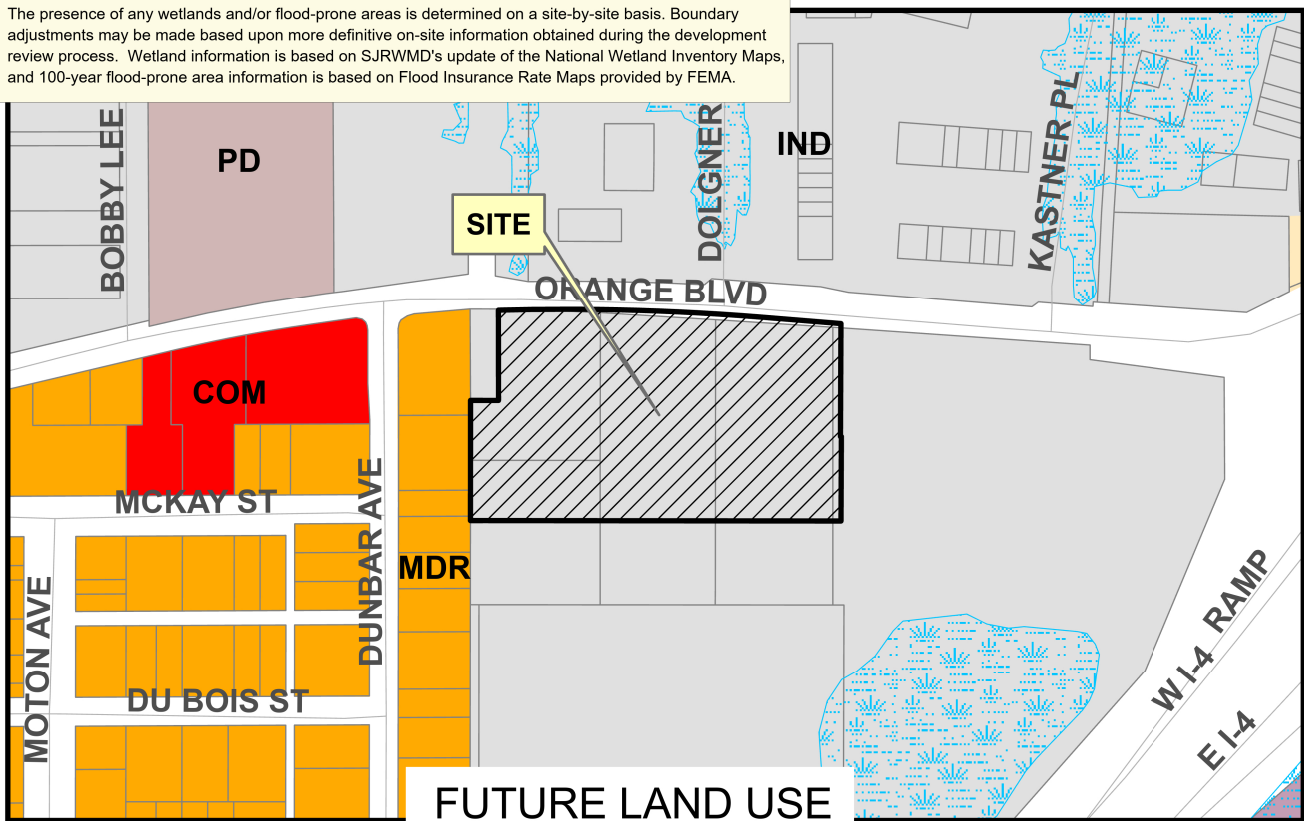 The presence of any wetlands and/or flood-prone areas is determined on a site-by-site basis. Boundary
adjustments may be made based upon more definitive on-site information obtained during the development
review process.  Wetland information is based on SJRWMD's update of the National Wetland Inventory Maps,
and 100-year flood-prone area information is based on Flood Insurance Rate Maps provided by FEMA.
BOBBY LEE
PD
DOLGNER
IND
KASTNER PL
SITE
ORANGE BLVD
COM
MCKAY ST
DUNBAR AVE
MDR
MOTON AVE
DU BOIS ST
W I-4 RAMP
E I-4
FUTURE LAND USE